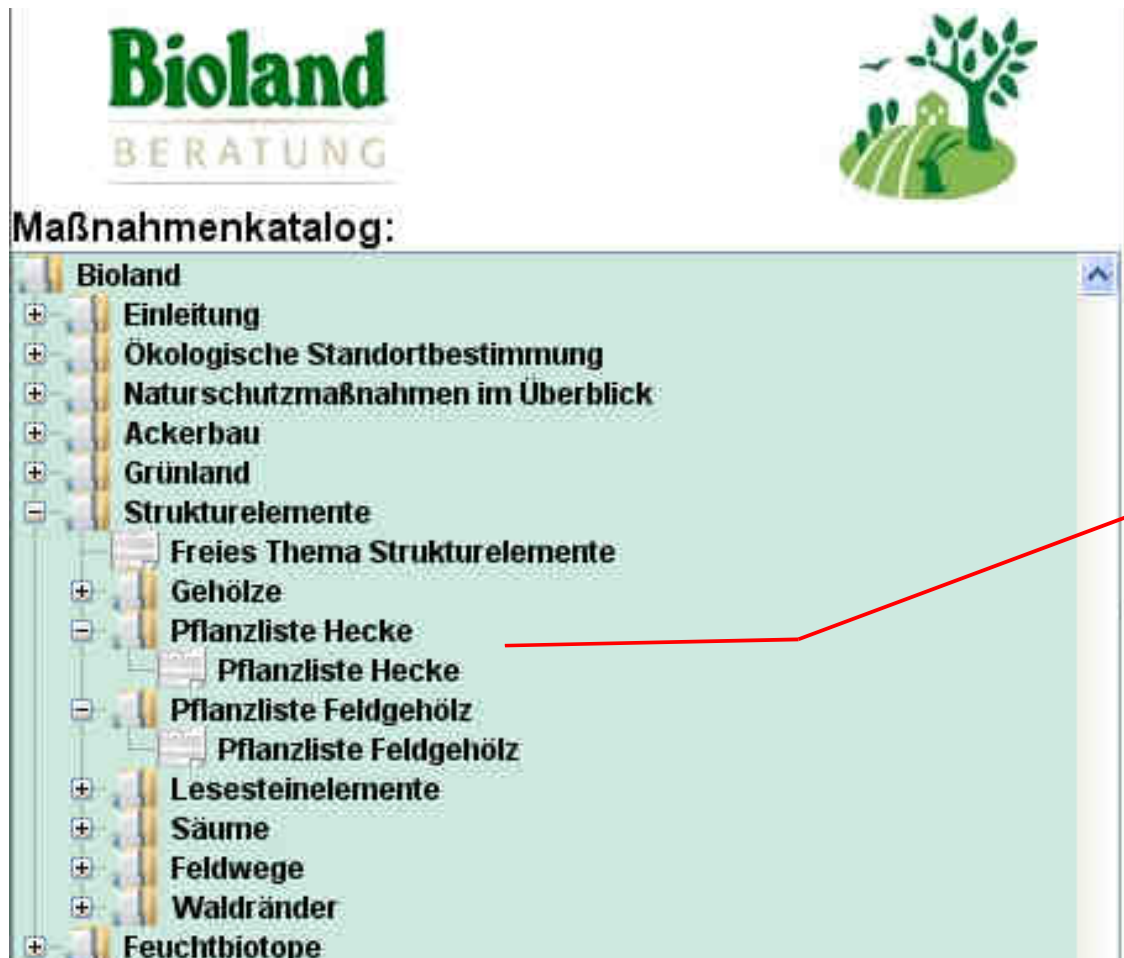 Bioland
BERATUNG
Maßnahmenkatalog:
Bioland
Einleitung
Ökologische Standortbestimmung
Naturschutzmaßnahmen im Überblick
Ackerbau
Grünland
Strukturelemente
Freies Thema Strukturelemente
Gehölze
Pflanzliste Hecke
Pflanzliste Hecke
Pflanzliste Feldgehölz
Pflanzliste Feldgehölz
Lesesteinelemente
Säume
Feldwege
Waldränder
Feuchtbiotope